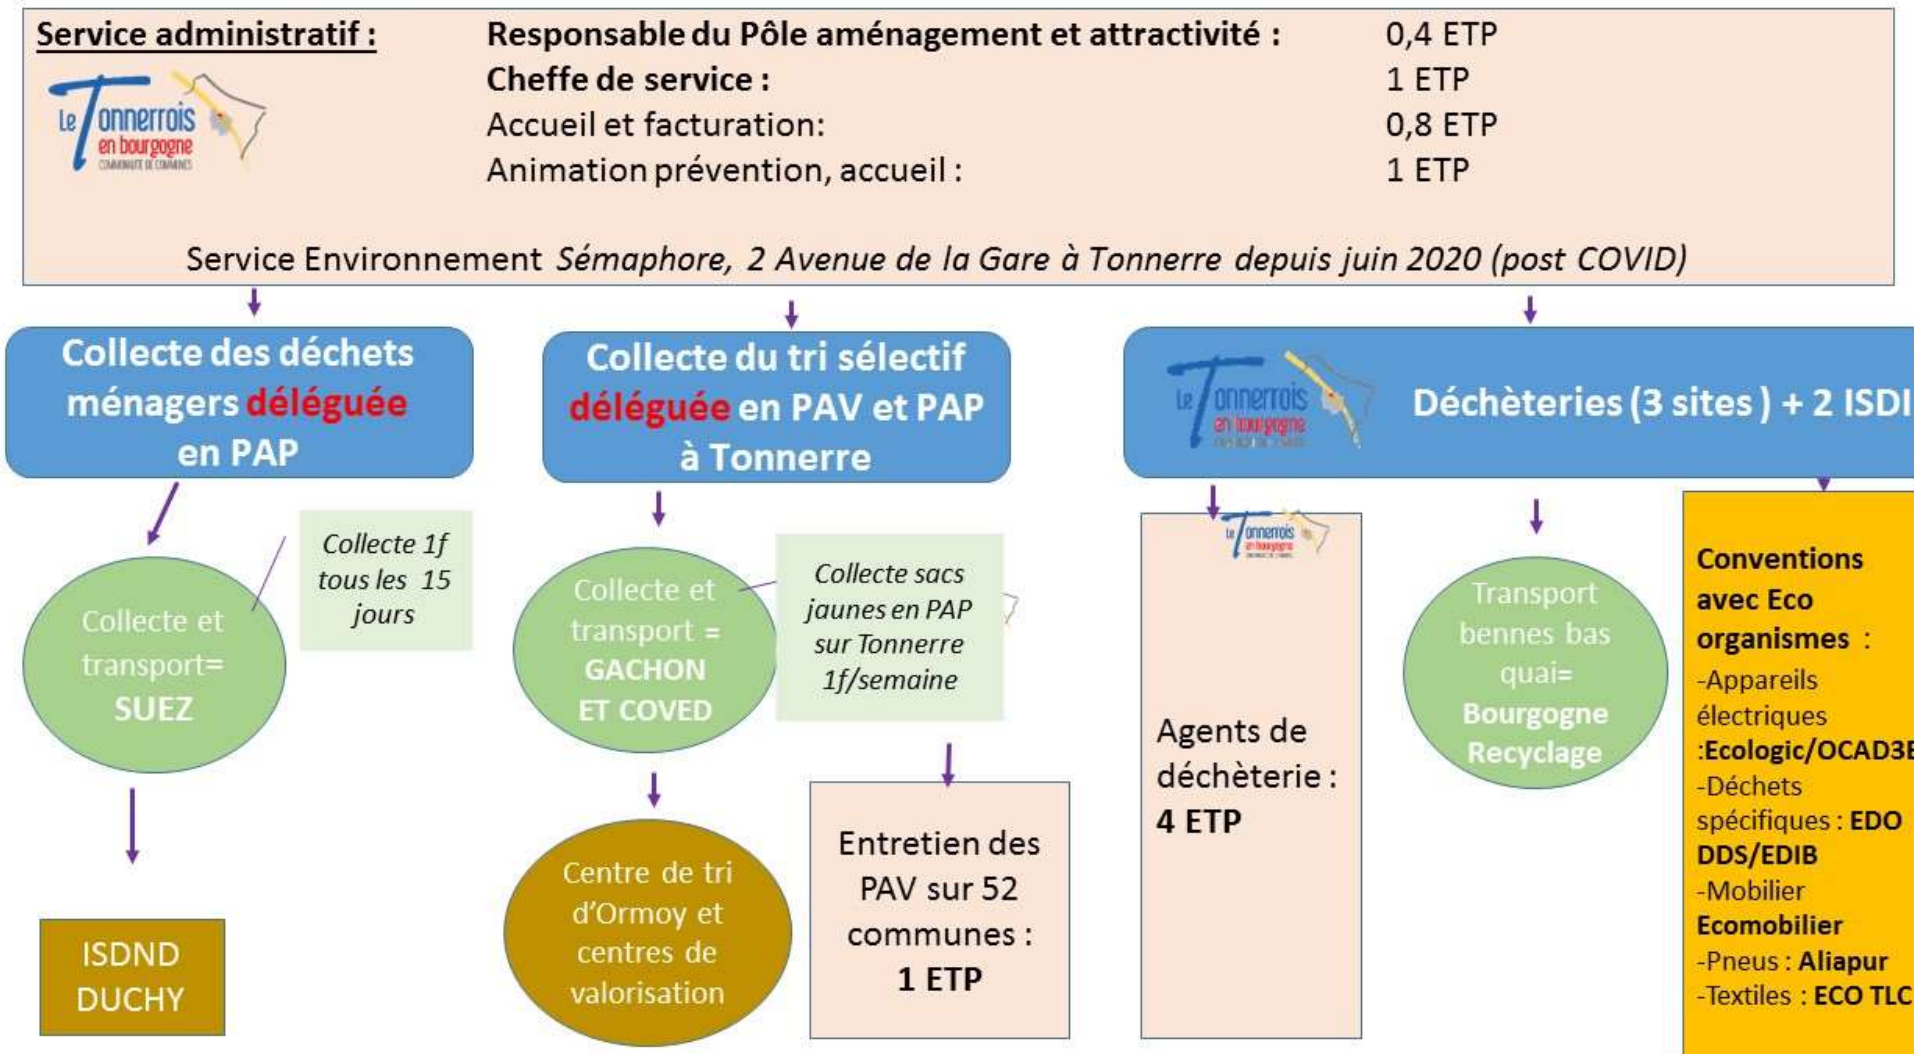 Service administratif :
Responsable du Pôle aménagement et attractivité : 0,4 ETP
Cheffe de service : 1 ETP
Accueil et facturation: 0,8 ETP
Animation prévention, accueil : 1 ETP
Le Tonnerrois
en bourgogne
COMMUNAUTÉ DE COMMUNES
Service Environnement Sémaphore, 2 Avenue de la Gare à Tonnerre depuis juin 2020 (post COVID)
Collecte des déchets
ménagers déléguée
en PAP
Collecte et
transport=
SUEZ
Collecte 1f
tous les 15
jours
ISDND
DUCHY
Collecte du tri sélectif
déléguée en PAV et PAP
à Tonnerre
Collecte et
transport =
GACHON
ET COVED
Collecte sacs
jaunes en PAP
sur Tonnerre
1f/semaine
Centre de tri
d'Ormoy et
centres de
valorisation
Entretien des
PAV sur 52
communes :
1 ETP
Le Tonnerrois
en bourgogne
Déchèteries (3 sites ) + 2 ISDI
Le Tonnerrois
en bourgogne
Agents de
déchèterie :
4 ETP
Transport
bennes bas
quai=
Bourgogne
Recyclage
Conventions
avec Eco
organismes :
-Appareils
électriques
:Ecologic/OCAD3E
-Déchets
spécifiques : EDO
DDS/EDIB
-Mobilier
Ecomobilier
-Pneus : Aliapur
-Textiles : ECO TLC